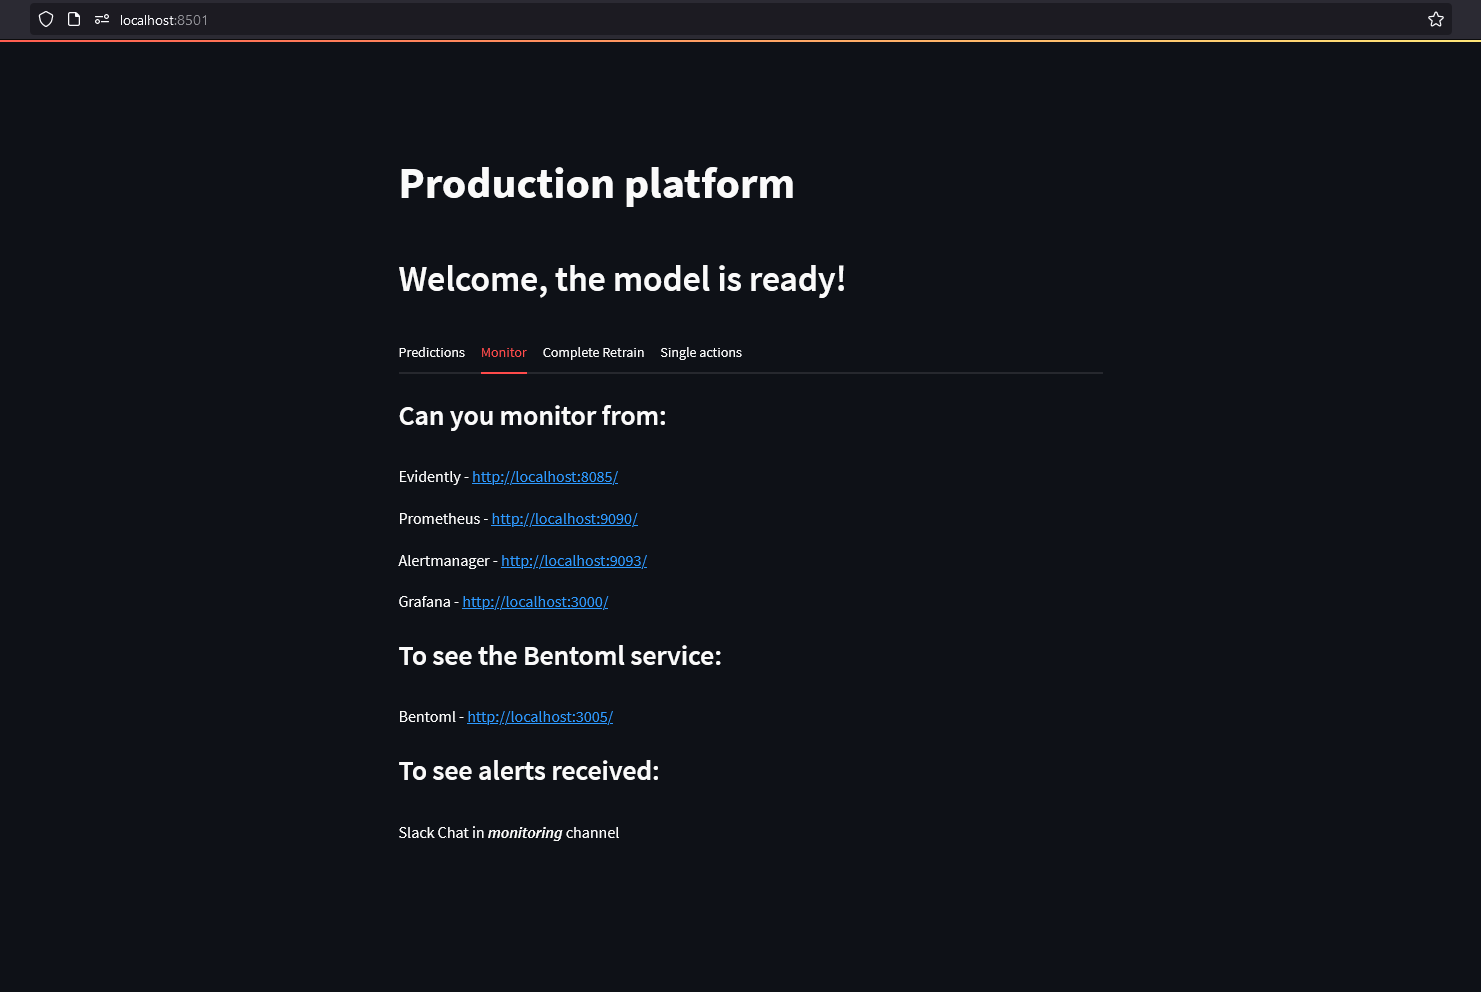 localhost:8501
Production platform
Welcome, the model is ready!
Predictions Monitor Complete Retrain Single actions
Can you monitor from:
Evidently - http://localhost:8085/
Prometheus - http://localhost:9090/
Alertmanager - http://localhost:9093/
Grafana - http://localhost:3000/
To see the Bentoml service:
Bentoml - http://localhost:3005/
To see alerts received:
Slack Chat in monitoring channel